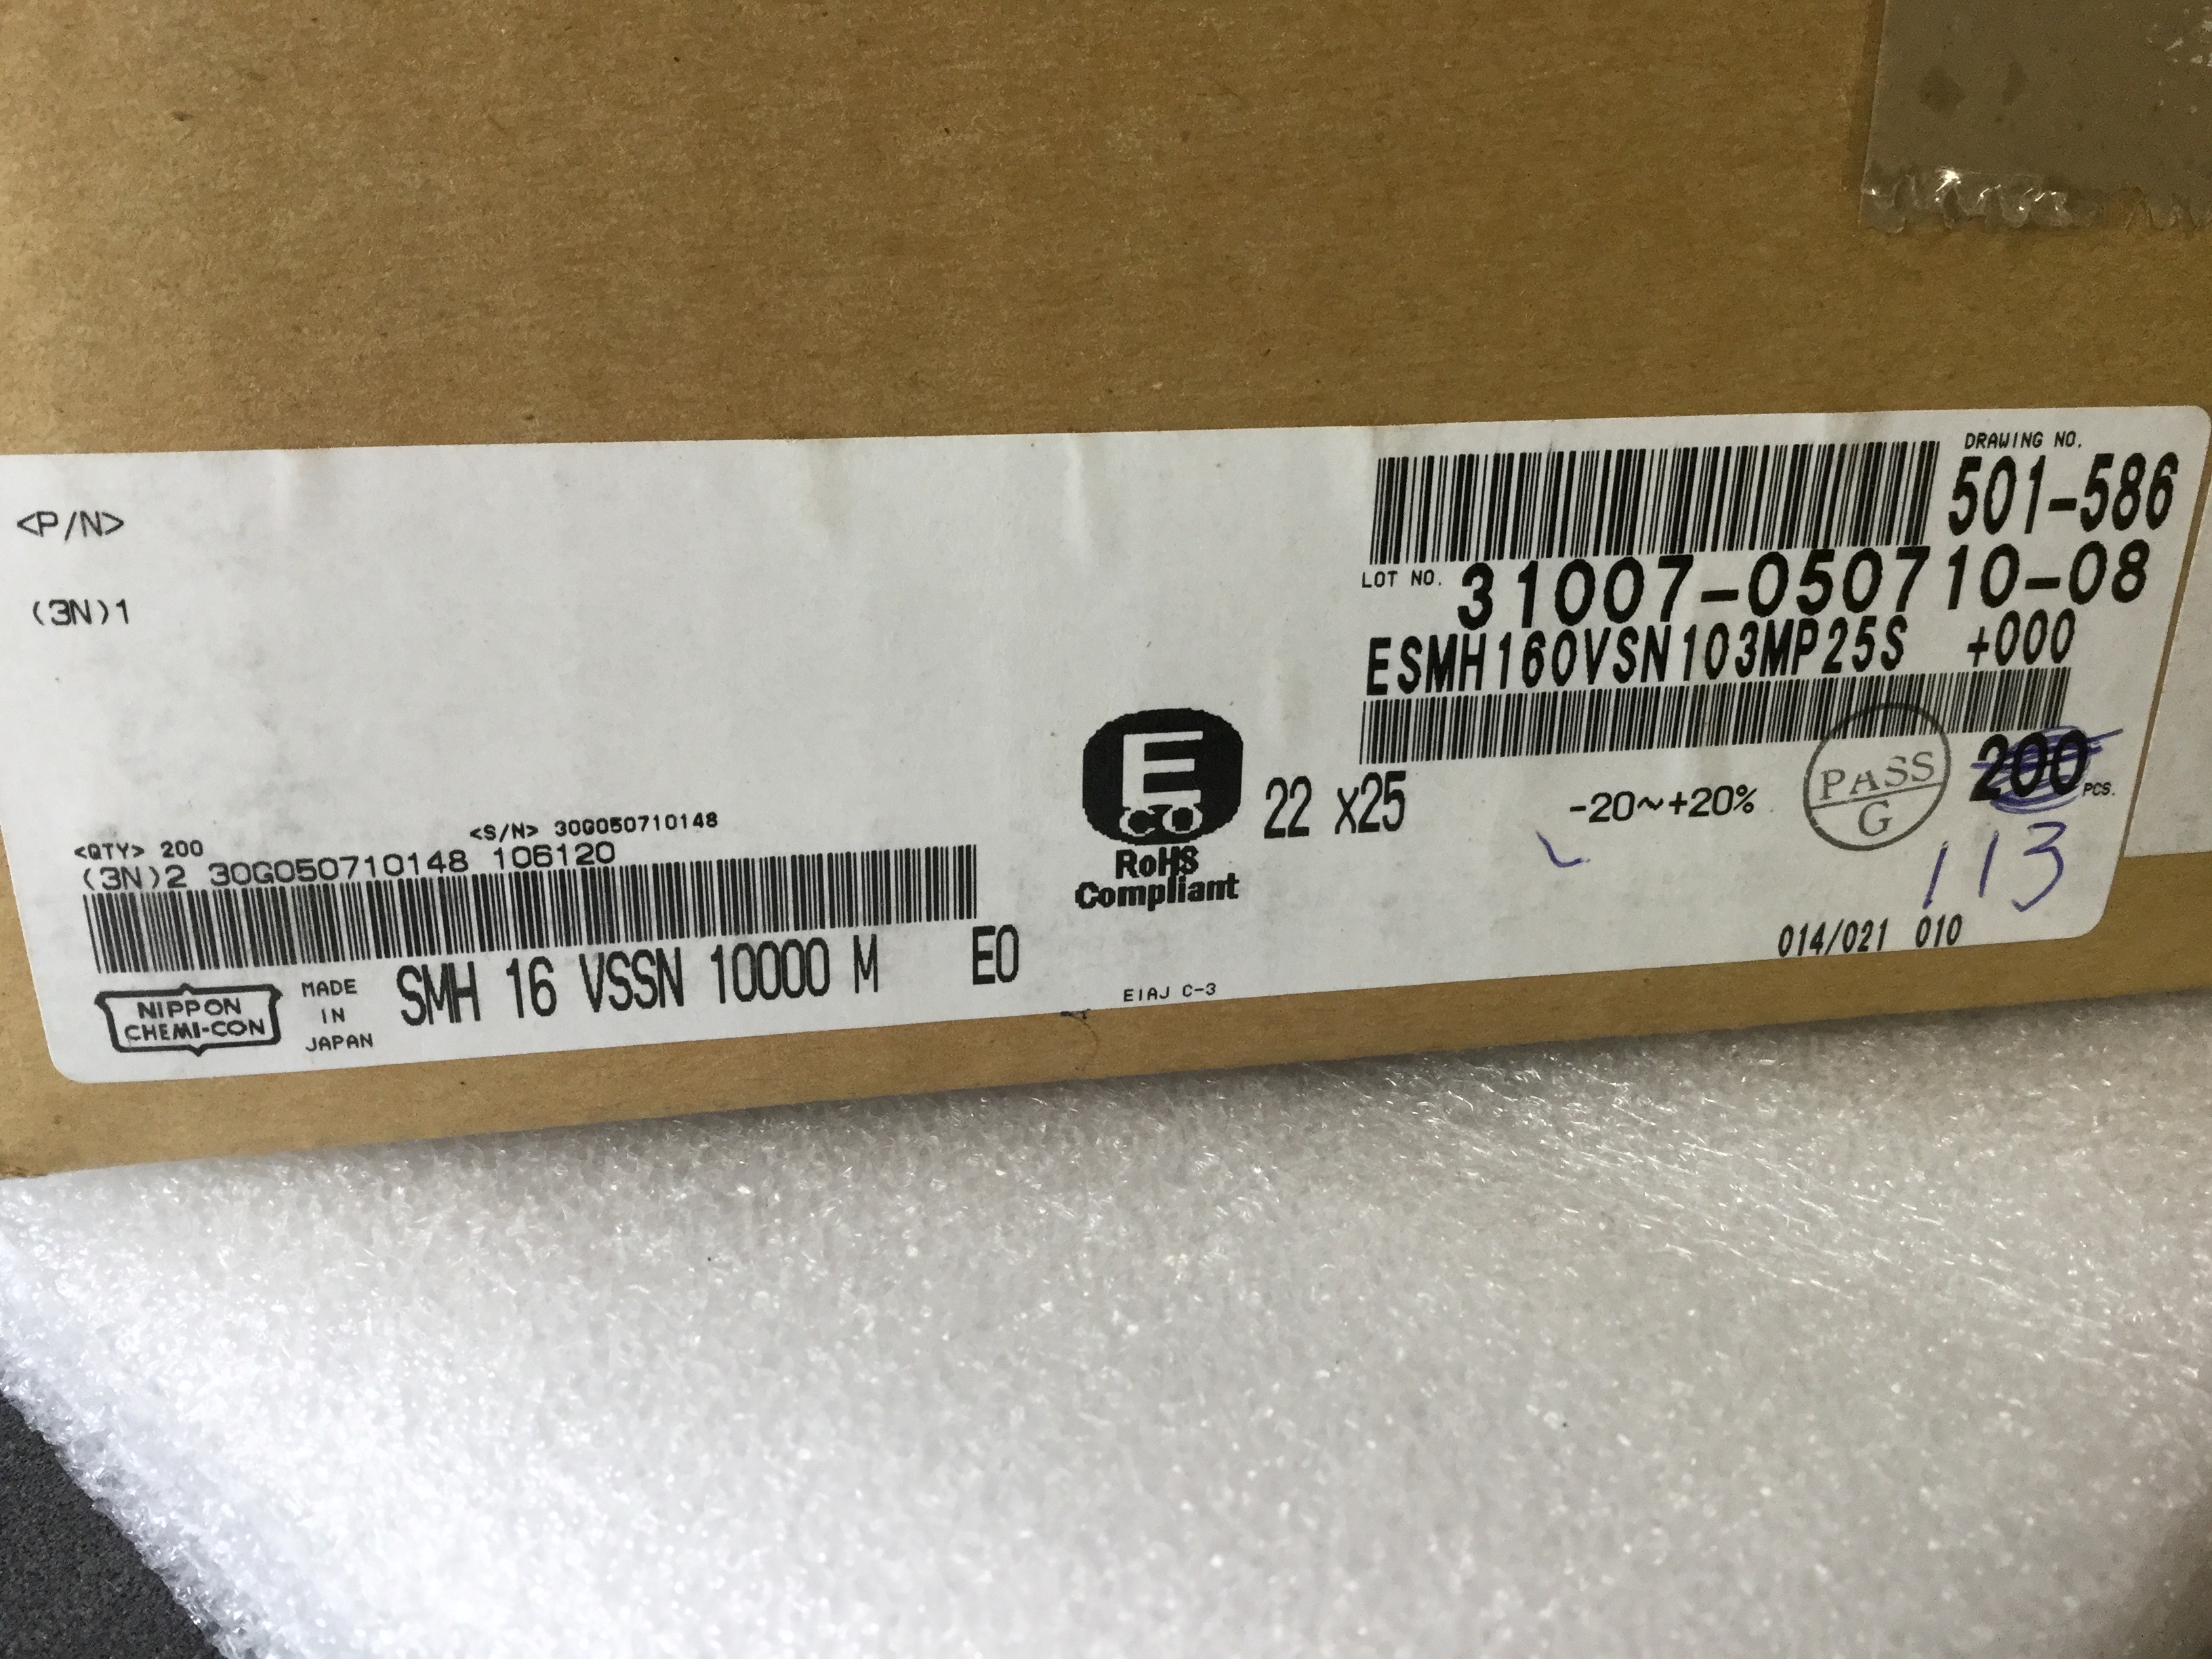 <P/N>
(3N)1
DRAWING NO.
501-586
LOT NO. 31007-050710-08
ESMH160VSN103MP25S +000
E
CO
RoHS
Compliant
22 x25
-20~+20%
PASS
G
200 PCS.
113
014/021 010
<QTY> 200
<S/N> 30G050710148
(3N)2 30G050710148 106120
NIPPON
CHEMI-CON
MADE
IN
JAPAN
SMH 16 VSSN 10000 M E0
EIAJ C-3